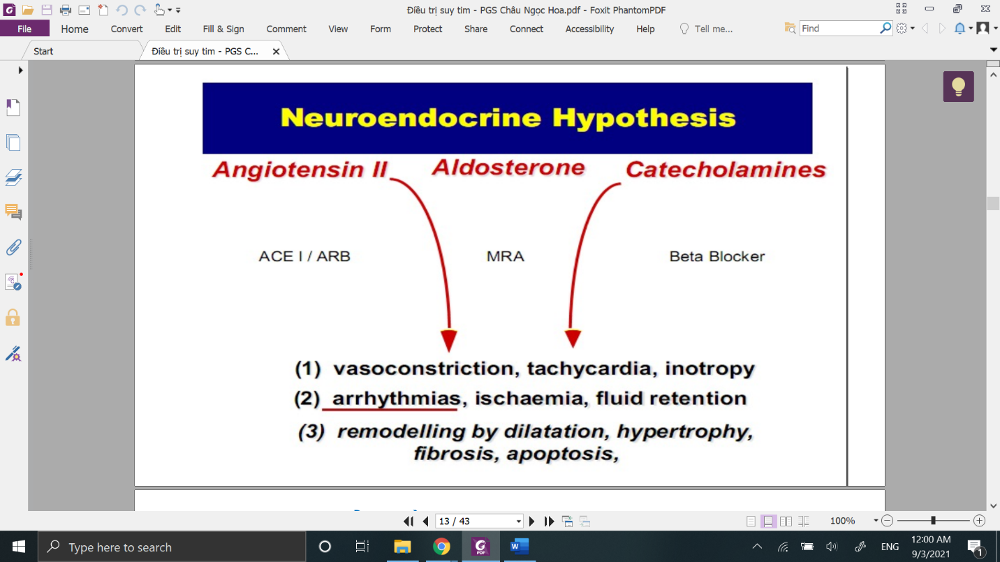 Điều trị suy tim - PGS Châu Ngọc Hoa.pdf - Foxit PhantomPDF
File Home Convert Edit Fill & Sign Comment View Form Protect Share Connect Accessibility Help Tell me... Find
Start Điều trị suy tim - PGS C...
Neuroendocrine Hypothesis
Angiotensin II Aldosterone Catecholamines
ACE I / ARB MRA Beta Blocker
(1) vasoconstriction, tachycardia, inotropy
(2) arrhythmias, ischaemia, fluid retention
(3) remodelling by dilatation, hypertrophy,
fibrosis, apoptosis,
13 / 43 100%
Type here to search ENG 12:00 AM
9/3/2021 1